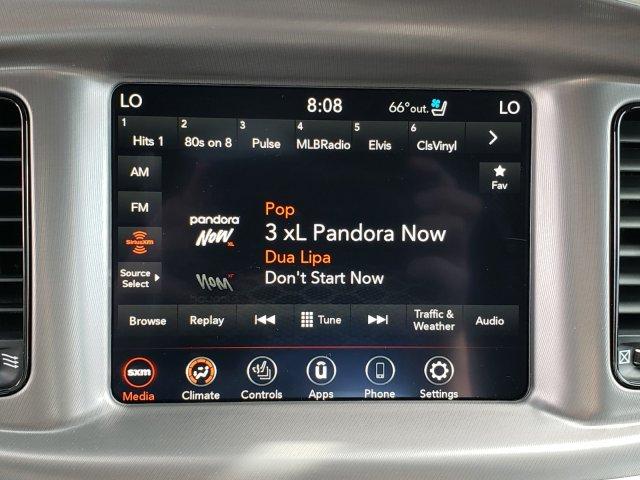 LO 8:08 66°out. LO
1 Hits 1 2 80s on 8 3 Pulse 4 MLBRadio 5 Elvis 6 ClsVinyl
AM
Fav
FM
pandora
NOW XL
Pop
3 xL Pandora Now
Dua Lipa
Don't Start Now
SiriusXM
Source
Select
Browse Replay Tune Traffic &
Weather Audio
sxm
Media Climate Controls Apps Phone Settings